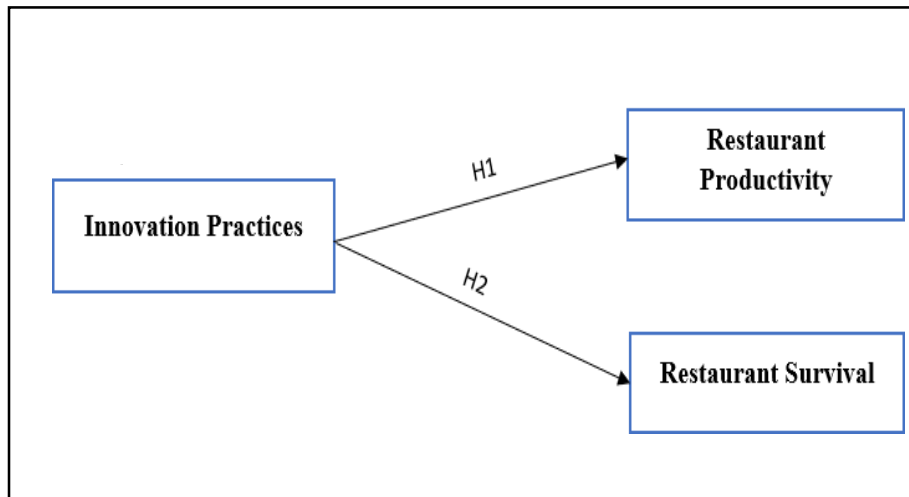 Restaurant
Productivity
H1
Innovation Practices
H2
Restaurant Survival